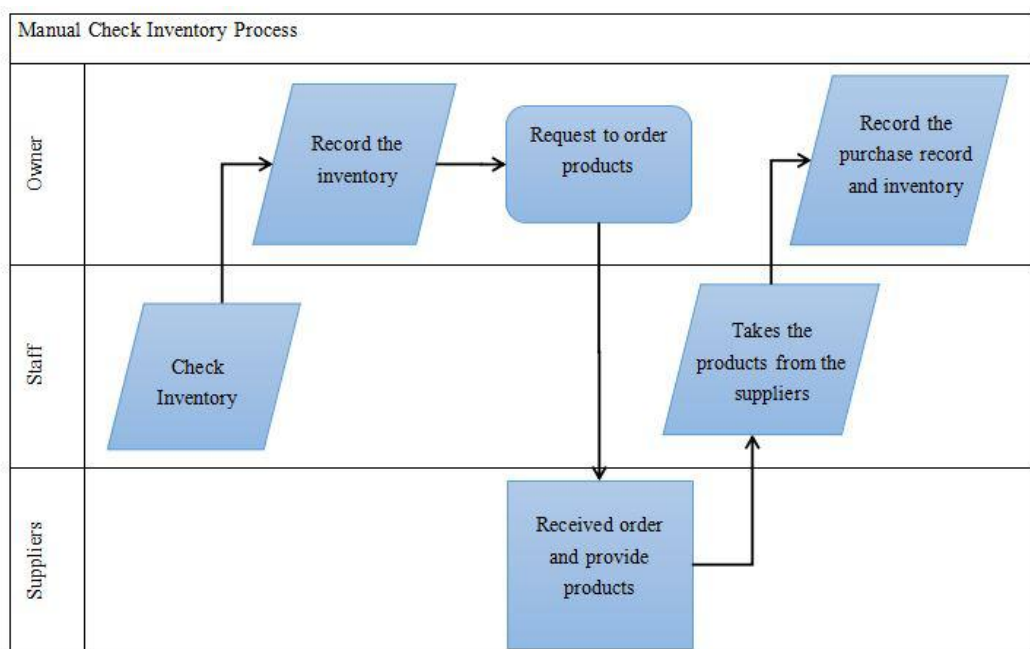 Manual Check Inventory Process
Owner
Record the
inventory
Request to order
products
Record the
purchase record
and inventory
Staff
Check
Inventory
Takes the
products from the
suppliers
Suppliers
Received order
and provide
products